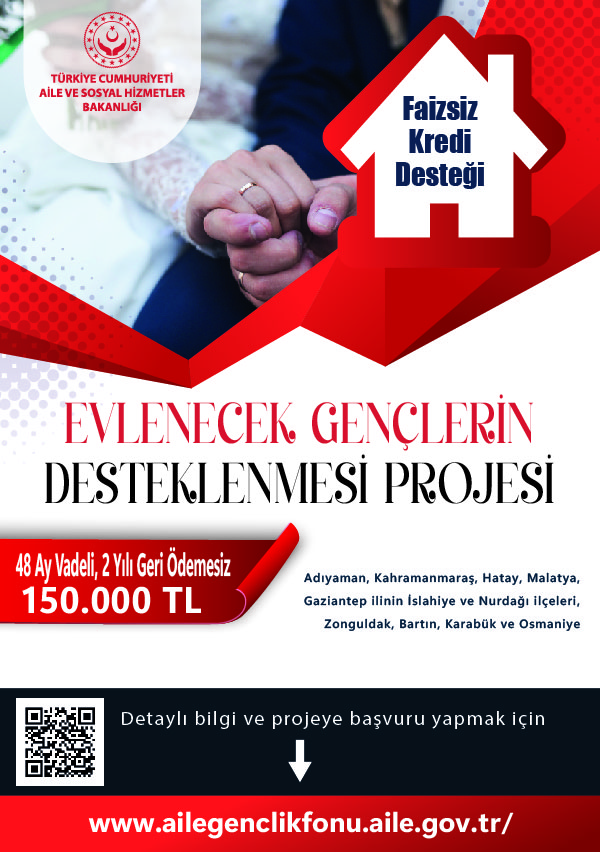 TÜRKİYE CUMHURİYETİ
AİLE VE SOSYAL HİZMETLER
BAKANLIĞI
Faizsiz
Kredi
Desteği
EVLENECEK GENÇLERİN
DESTEKLENMESİ PROJESİ
48 Ay Vadeli, 2 Yılı Geri Ödemesiz
150.000 TL
Adıyaman, Kahramanmaraş, Hatay, Malatya,
Gaziantep ilinin İslahiye ve Nurdağı ilçeleri,
Zonguldak, Bartın, Karabük ve Osmaniye
Detaylı bilgi ve projeye başvuru yapmak için
www.ailegenclikfonu.aile.gov.tr/